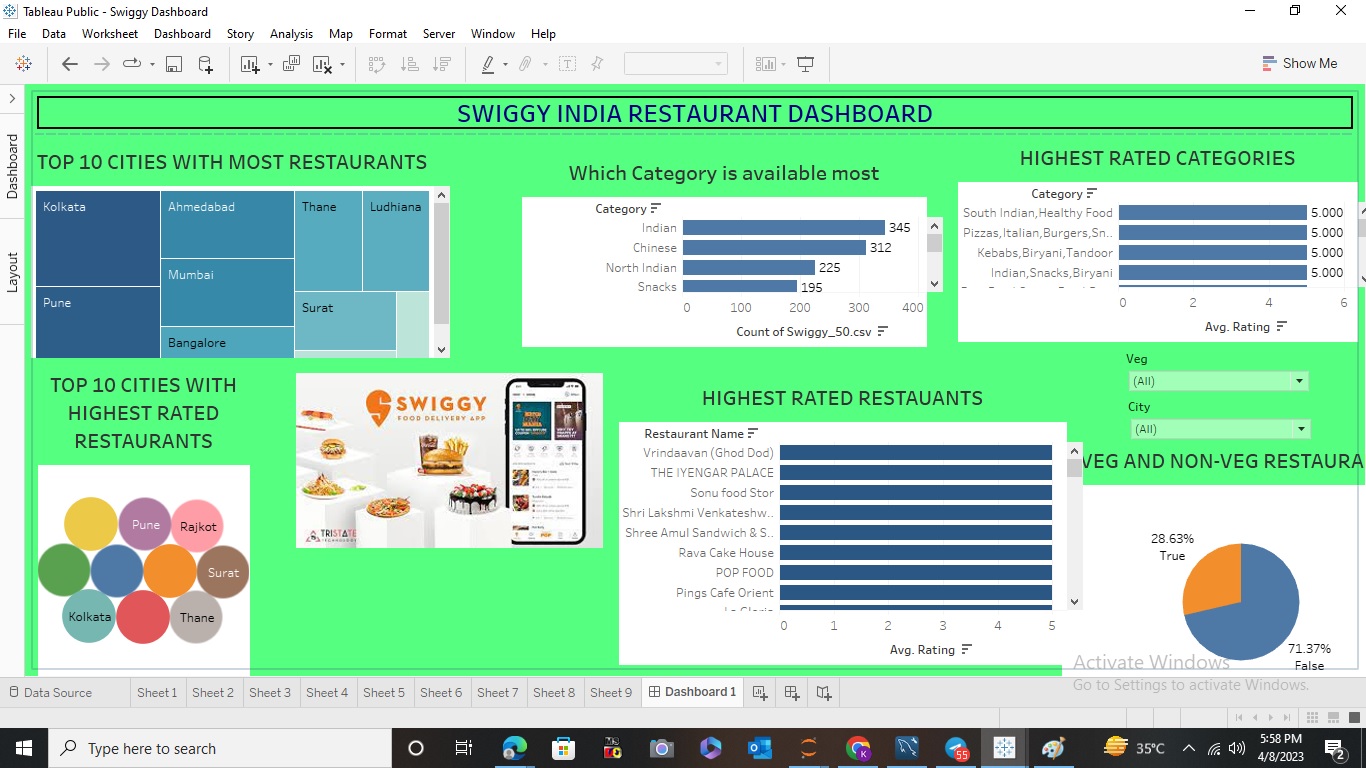 Tableau Public - Swiggy Dashboard
File Data Worksheet Dashboard Story Analysis Map Format Server Window Help
Show Me
Dashboard
Layout
SWIGGY INDIA RESTAURANT DASHBOARD
TOP 10 CITIES WITH MOST RESTAURANTS
Kolkata
Ahmedabad
Thane
Ludhiana
Mumbai
Pune
Surat
Bangalore
Which Category is available most
Category
Indian 345
Chinese 312
North Indian 225
Snacks 195
0 100 200 300 400
Count of Swiggy_50.csv
HIGHEST RATED CATEGORIES
Category
South Indian,Healthy Food 5.000
Pizzas,Italian,Burgers,Sn.. 5.000
Kebabs,Biryani,Tandoor 5.000
Indian,Snacks,Biryani 5.000
0 2 4 6
Avg. Rating
Veg
(All)
City
(All)
TOP 10 CITIES WITH
HIGHEST RATED
RESTAURANTS
Pune
Rajkot
Surat
Kolkata
Thane
SWIGGY
FOOD DELIVERY APP
TRISTATE
HIGHEST RATED RESTAUANTS
Restaurant Name
Vrindaavan (Ghod Dod)
THE IYENGAR PALACE
Sonu food Stor
Shri Lakshmi Venkateshw..
Shree Amul Sandwich & S..
Rava Cake House
POP FOOD
Pings Cafe Orient
0 1 2 3 4 5
Avg. Rating
VEG AND NON-VEG RESTAURA
28.63%
True
71.37%
False
Activate Windows
Go to Settings to activate Windows.
Data Source Sheet 1 Sheet 2 Sheet 3 Sheet 4 Sheet 5 Sheet 6 Sheet 7 Sheet 8 Sheet 9 Dashboard 1
Type here to search
55
35°C
5:58 PM
4/8/2023
2